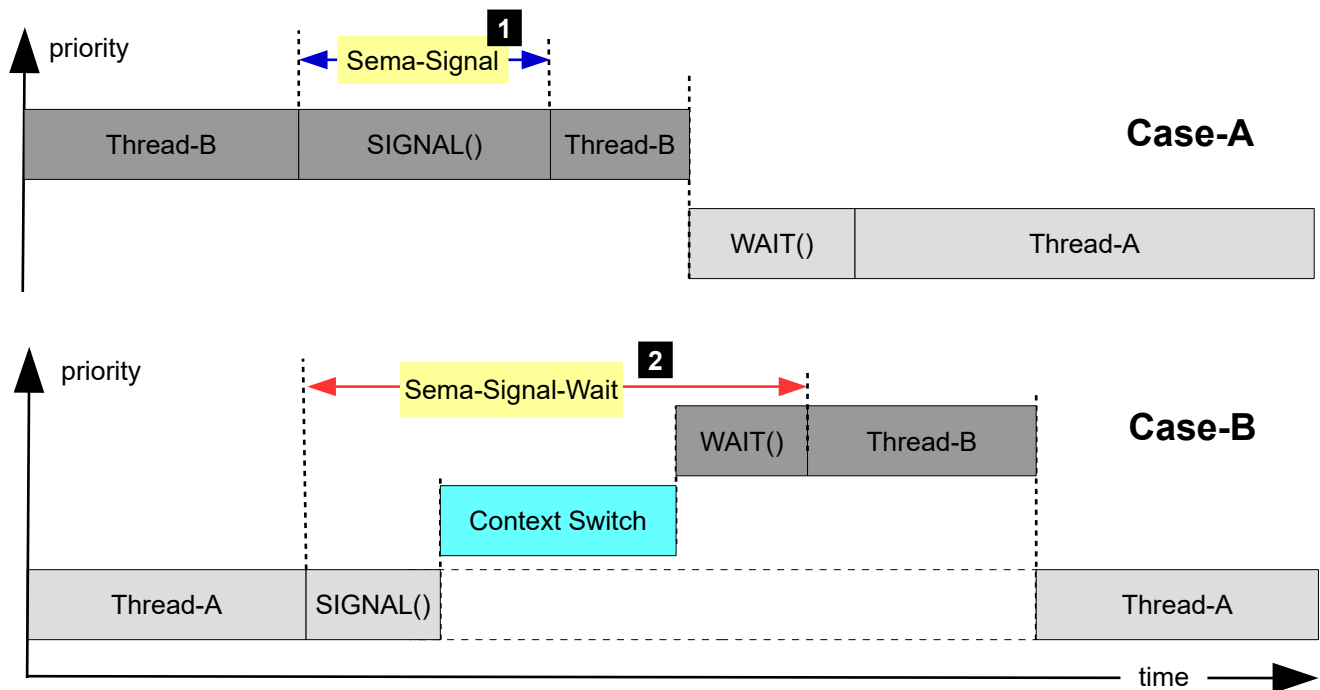 1
priority
Sema-Signal
Thread-B
SIGNAL()
Thread-B
Case-A
WAIT()
Thread-A
2
priority
Sema-Signal-Wait
Case-B
WAIT()
Thread-B
Context Switch
Thread-A
SIGNAL()
Thread-A
time